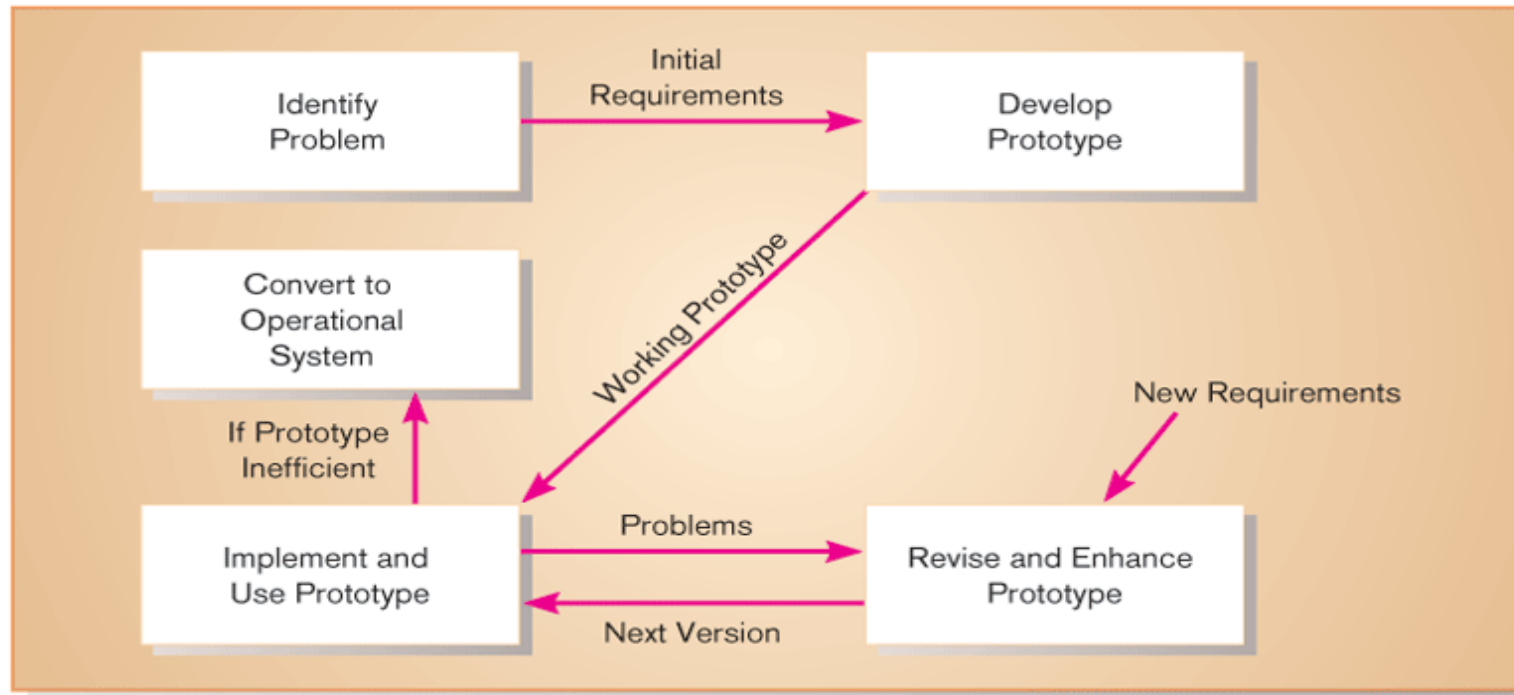 Identify
Problem
Initial
Requirements
Develop
Prototype
Working Prototype
Convert to
Operational
System
If Prototype
Inefficient
New Requirements
Implement and
Use Prototype
Problems
Next Version
Revise and Enhance
Prototype